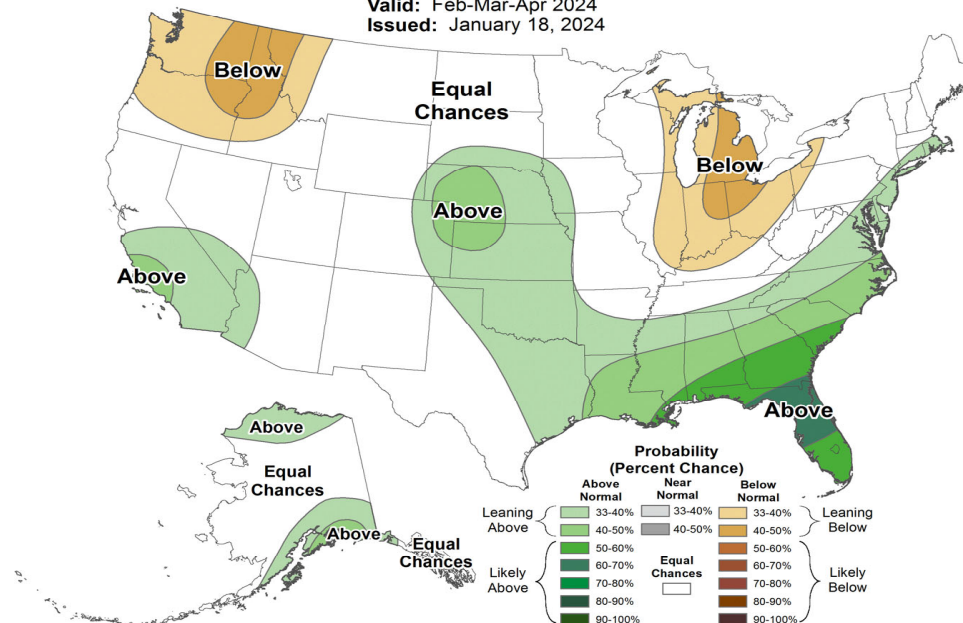 Valid: Feb-Mar-Apr 2024
Issued: January 18, 2024
Below
Equal
Chances
Below
Above
Above
Above
Above
Equal
Chances
Above
Equal
Chances
Probability
(Percent Chance)
Above
Normal
Near
Normal
Below
Normal
Leaning
Above
33-40%
33-40%
33-40%
Leaning
Below
40-50%
40-50%
40-50%
Likely
Above
50-60%
50-60%
Likely
Below
60-70%
60-70%
Equal
Chances
70-80%
70-80%
80-90%
80-90%
90-100%
90-100%